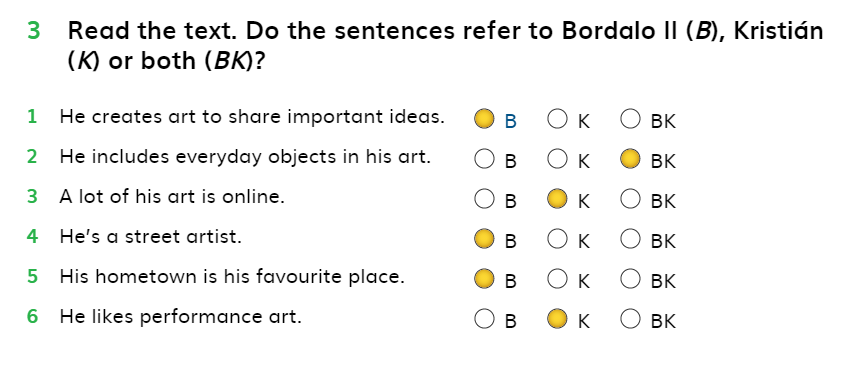 3 Read the text. Do the sentences refer to Bordalo II (B), Kristián
(K) or both (BK)?
1 He creates art to share important ideas. B K BK
2 He includes everyday objects in his art. B K BK
3 A lot of his art is online. B K BK
4 He's a street artist. B K BK
5 His hometown is his favourite place. B K BK
6 He likes performance art. B K BK